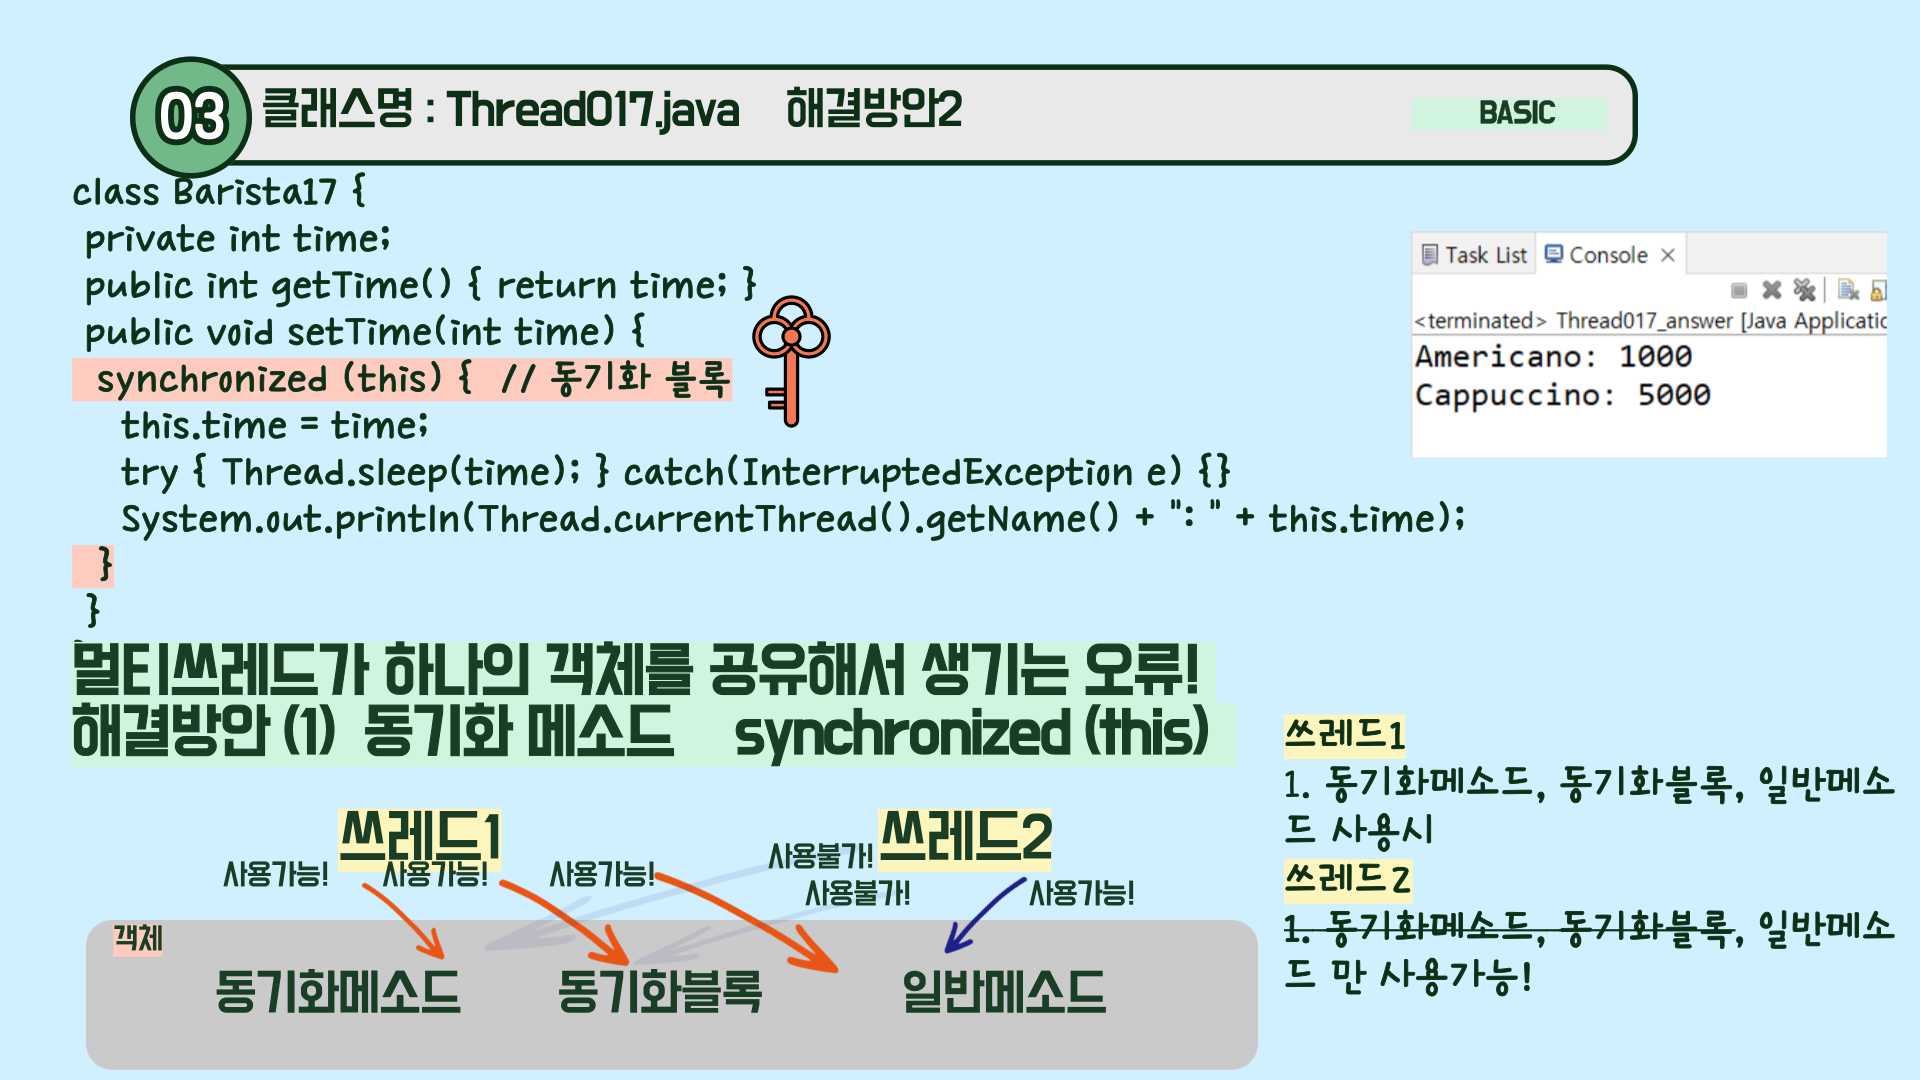 03
클래스명 : Thread017.java 해결방안2
BASIC
class Barista17 {
private int time;
public int getTime() { return time; }
public void setTime(int time) {
synchronized (this) { // 동기화 블록
this.time = time;
try { Thread.sleep(time); } catch(InterruptedException e) {}
System.out.println(Thread.currentThread().getName() + ": " + this.time);
}
}
Task List Console
<terminated> Thread017_answer [Java Applicatic
Americano: 1000
Cappuccino: 5000
멀티쓰레드가 하나의 객체를 공유해서 생기는 오류!
해결방안 (1) 동기화 메소드 synchronized (this)
쓰레드1
쓰레드2
사용가능!
사용가능!
사용가능!
사용불가!
사용불가!
사용가능!
객체
동기화메소드
동기화블록
일반메소드
쓰레드1
1. 동기화메소드, 동기화블록, 일반메소
드 사용시
쓰레드2
1. 동기화메소드, 동기화블록, 일반메소
드 만 사용가능!